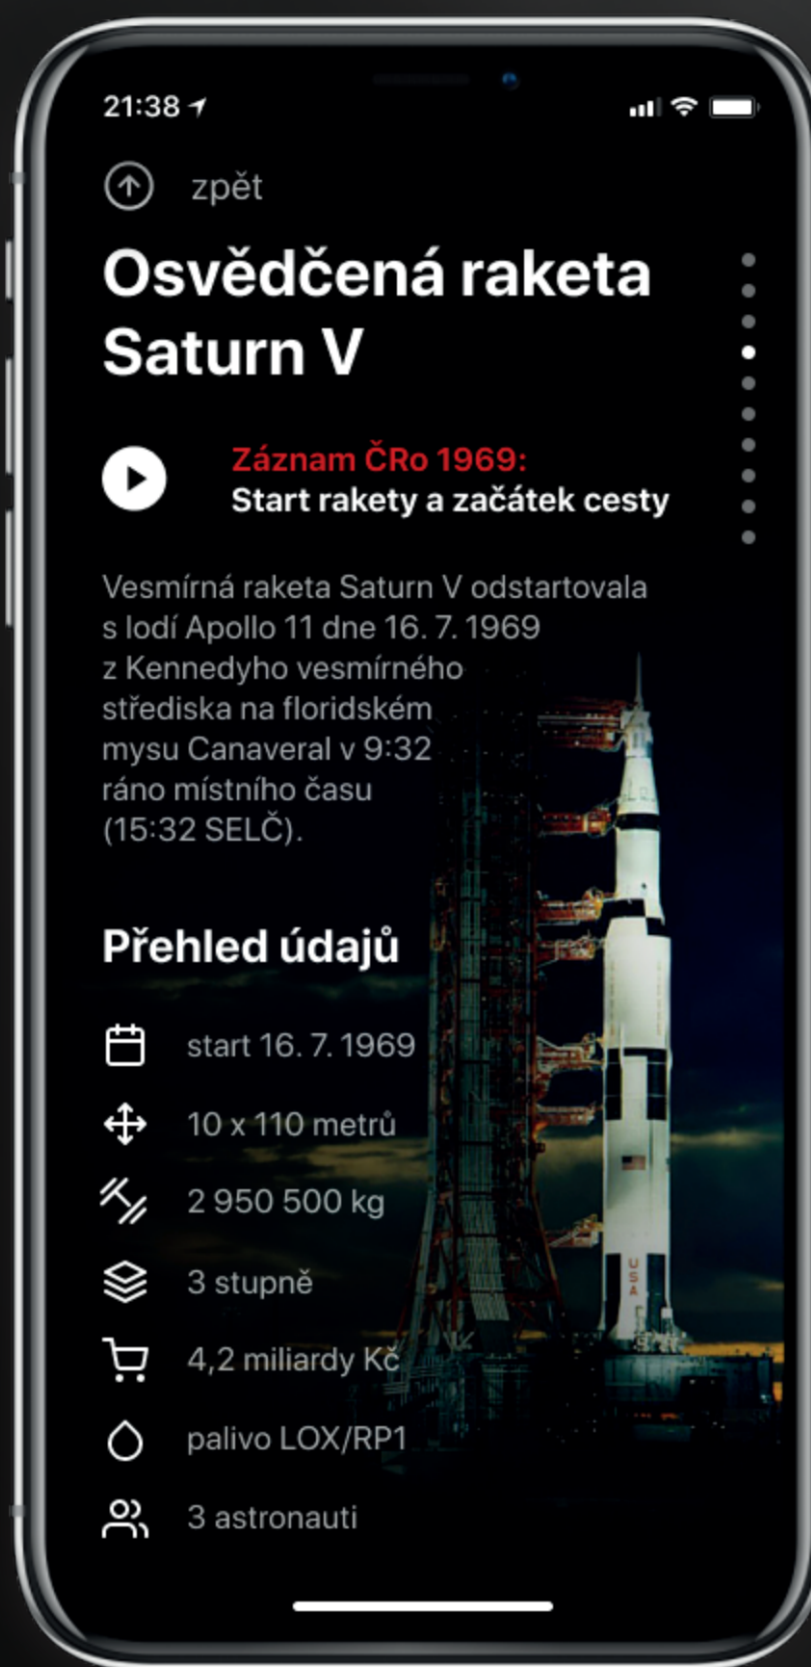 21:38
zpět
Osvědčená raketa
Saturn V
Záznam ČRo 1969:
Start rakety a začátek cesty
Vesmírná raketa Saturn V odstartovala
s lodí Apollo 11 dne 16. 7. 1969
z Kennedyho vesmírného
střediska na floridském
mysu Canaveral v 9:32
ráno místního času
(15:32 SELČ).
Přehled údajů
start 16. 7. 1969
10 x 110 metrů
2 950 500 kg
3 stupně
4,2 miliardy Kč
palivo LOX/RP1
3 astronauti
USA